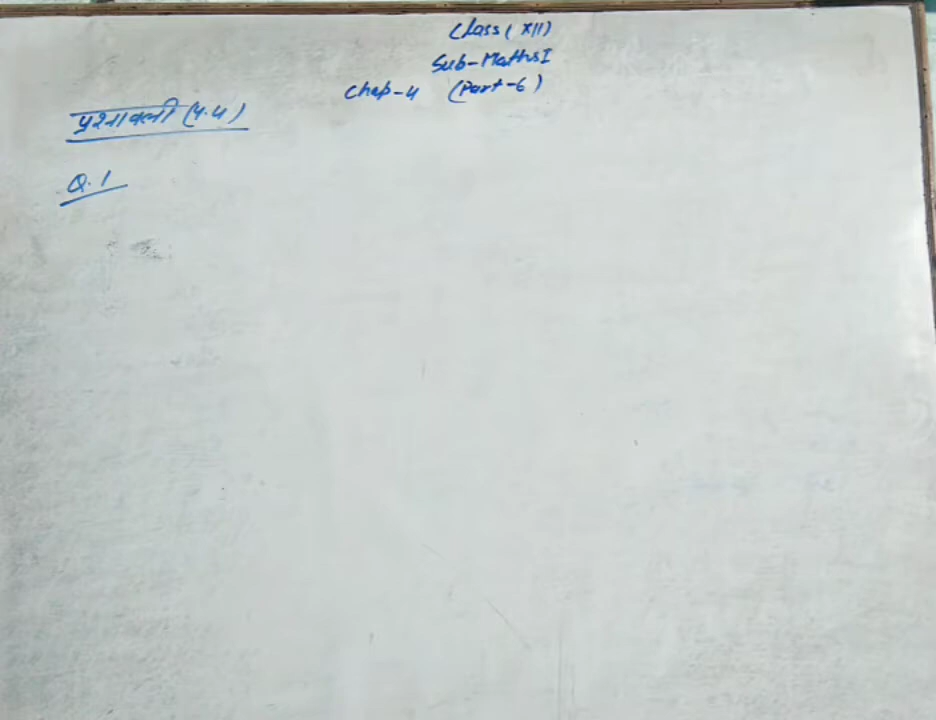 Class ( XII)
Sub-Maths I
Chap-4 (Part-6)
प्रश्नावली (4.4)
Q.1